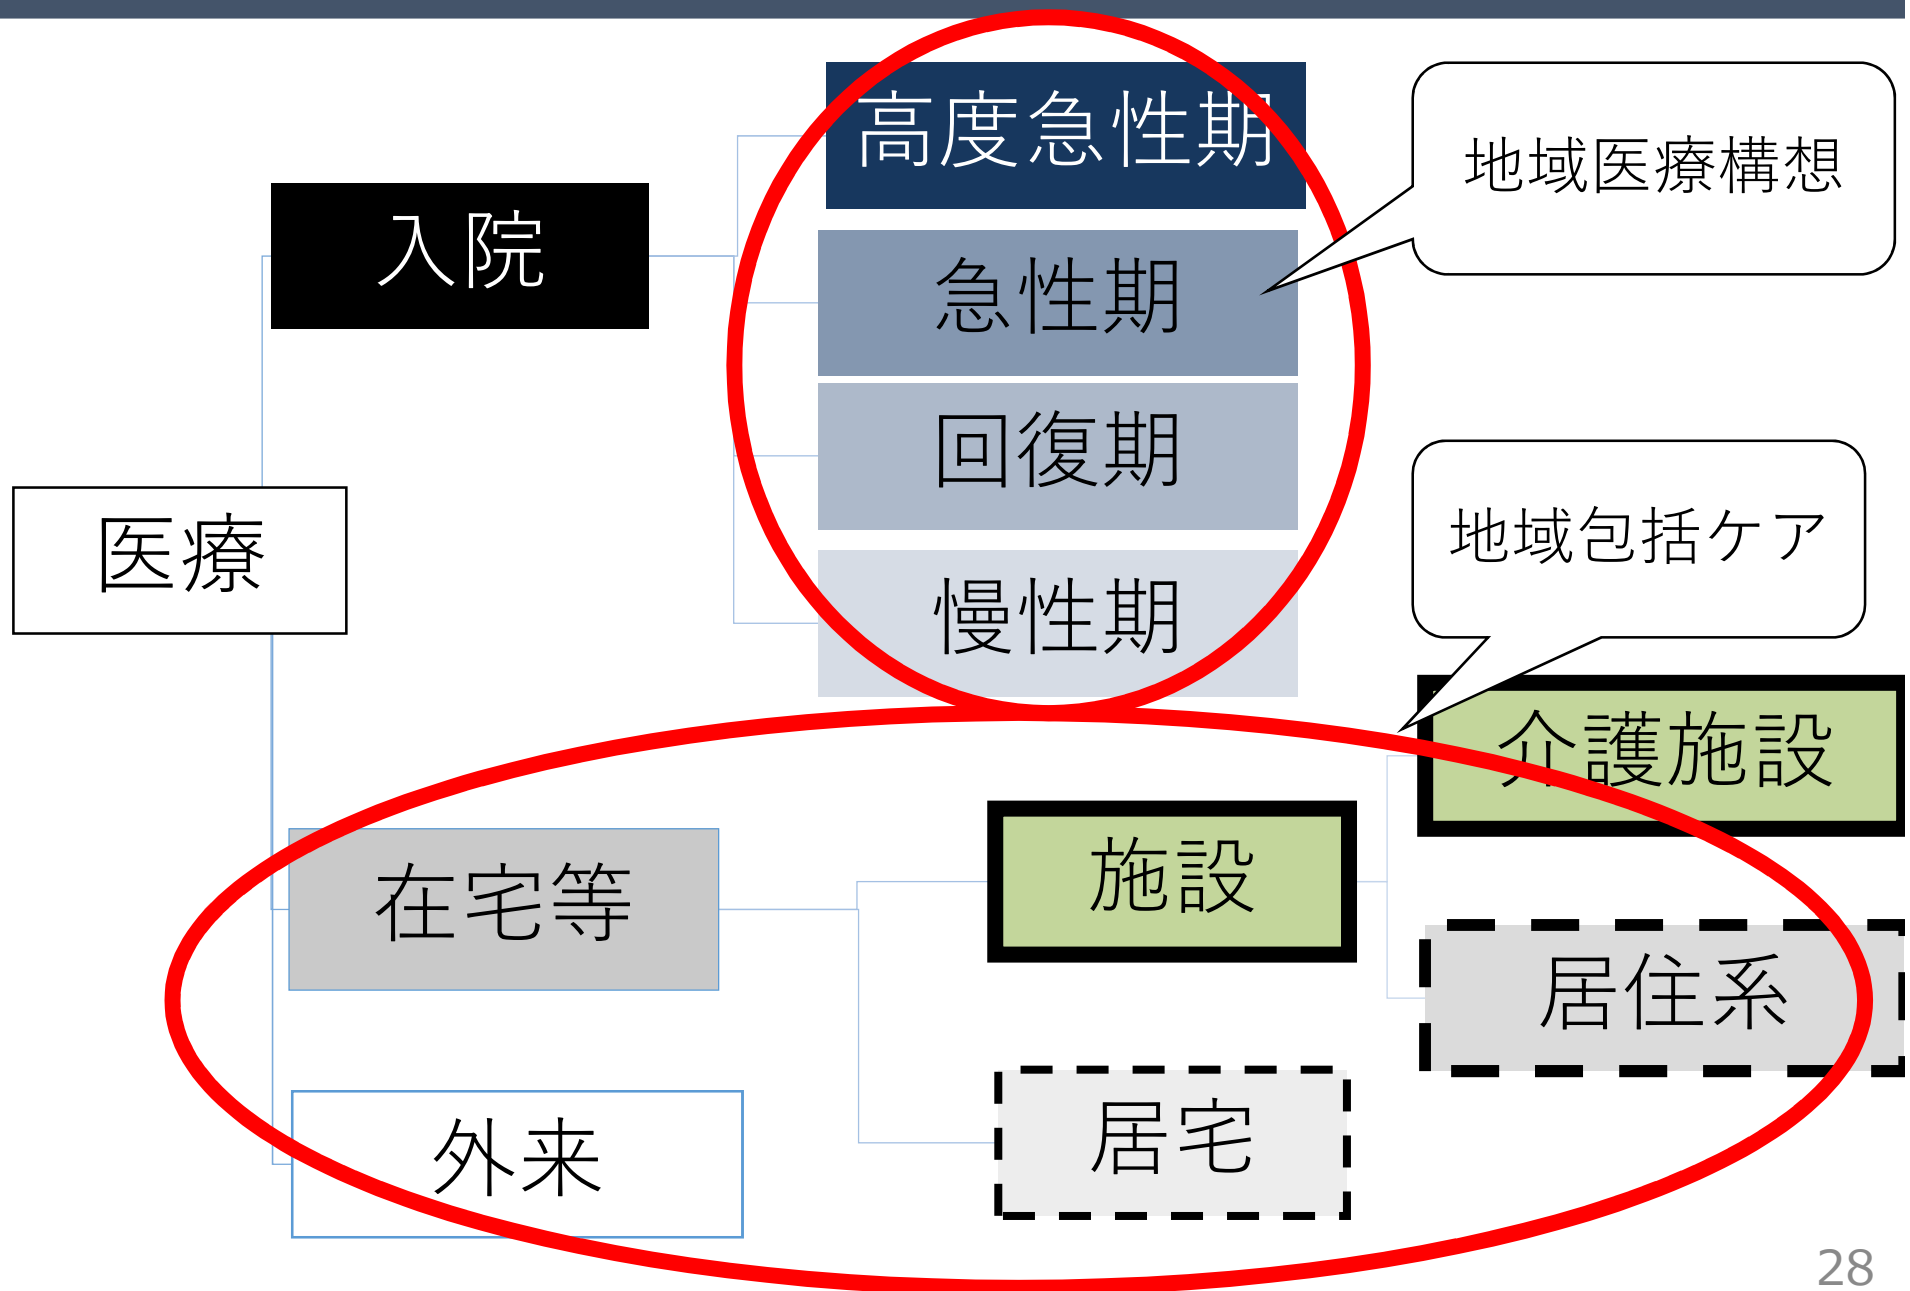 高度急性期
地域医療構想
入院
急性期
回復期
地域包括ケア
医療
慢性期
介護施設
施設
在宅等
居住系
居宅
外来
28